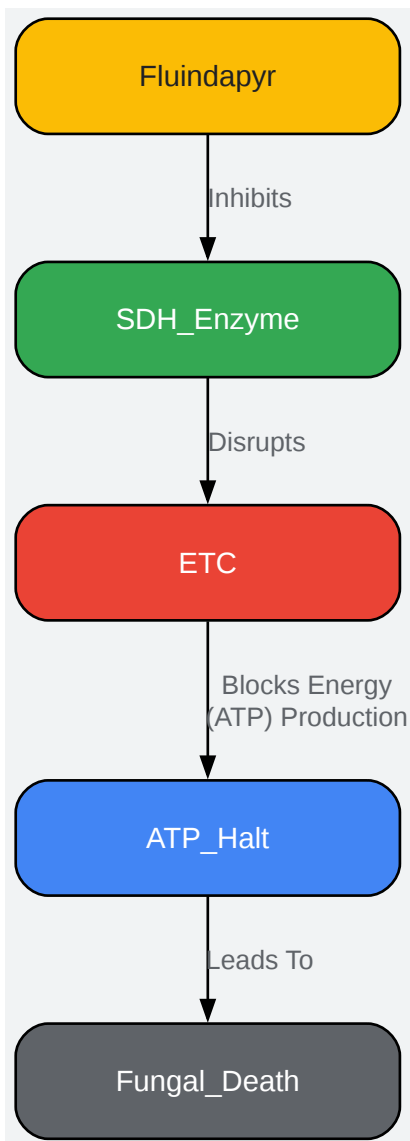 Fluindapyr
Inhibits
SDH_Enzyme
Disrupts
ETC
Blocks Energy
(ATP) Production
ATP_Halt
Leads To
Fungal_Death